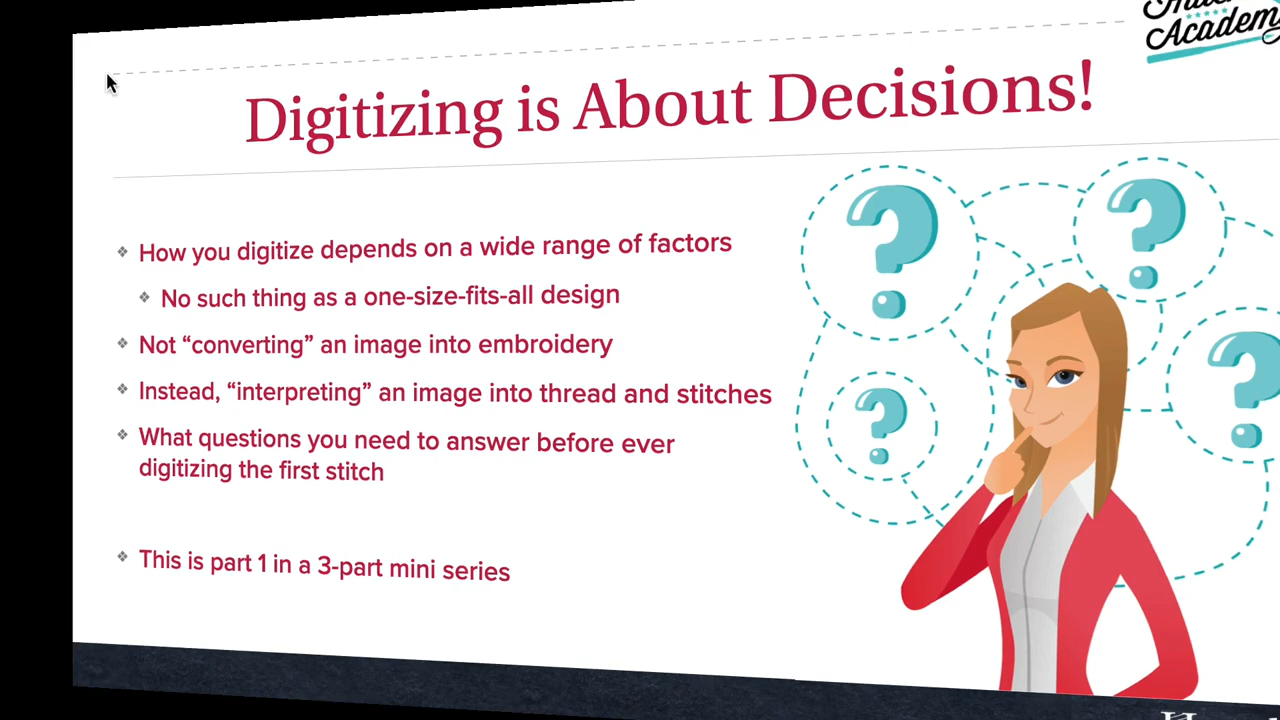 Academ
Digitizing is About Decisions!
How you digitize depends on a wide range of factors
No such thing as a one-size-fits-all design
Not “converting” an image into embroidery
Instead, “interpreting” an image into thread and stitches
What questions you need to answer before ever
digitizing the first stitch
This is part 1 in a 3-part mini series
? ? ? ?